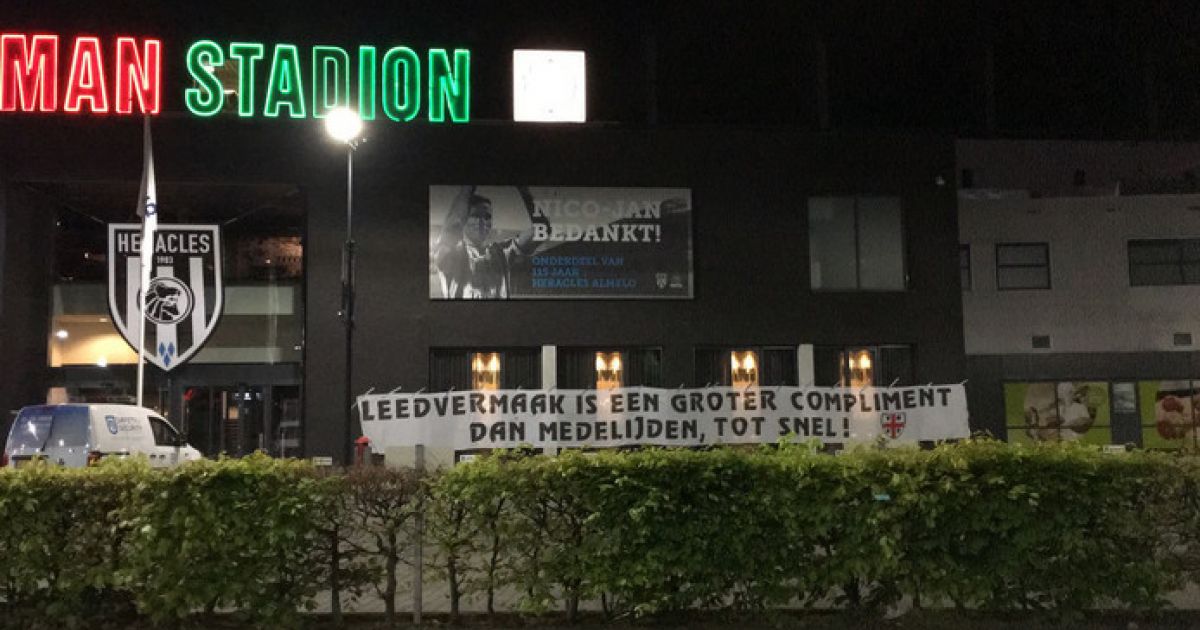 MAN STADION
HERACLES
1903
NICO-JAN
BEDANKT!
ONDERDEEL VAN
115 JAAR
HERACLES ALMELO
LEEDVERMAAK IS EEN GROTER COMPLIMENT
DAN MEDELIJDEN, TOT SNEL!